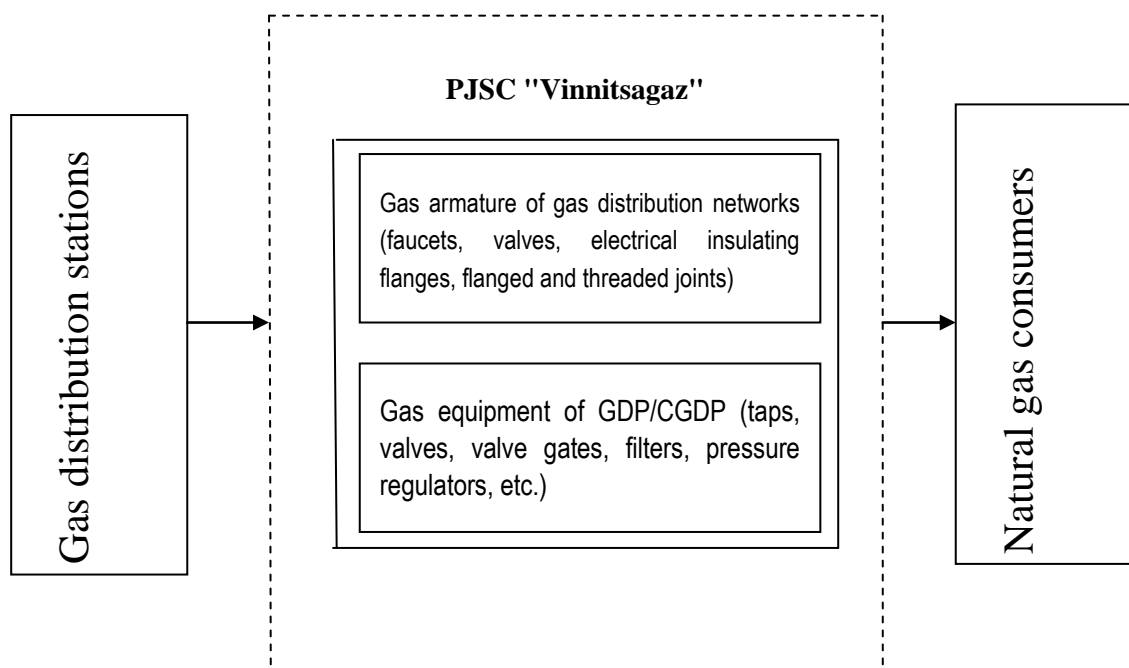 PJSC "Vinnitsagaz"
Gas distribution stations
Gas armature of gas distribution networks
(faucets, valves, electrical insulating
flanges, flanged and threaded joints)
Gas equipment of GDP/CGDP (taps,
valves, valve gates, filters, pressure
regulators, etc.)
Natural gas consumers